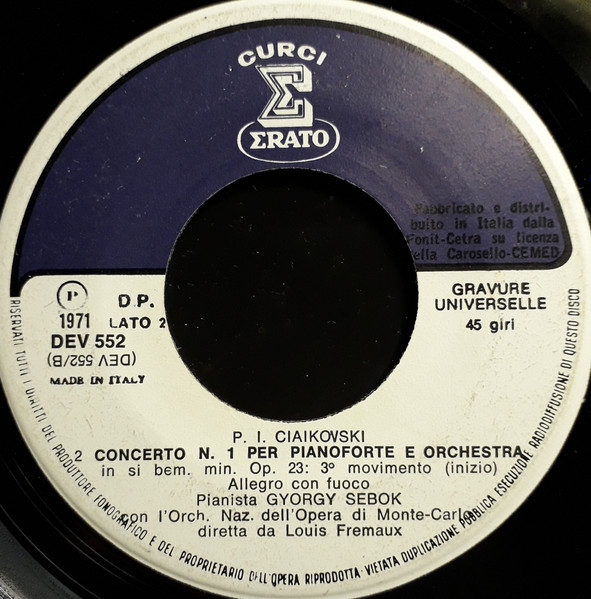 CURCI
Σ
ΣRATO
Fabbricato e distri-
buito in Italia dalla
Fonit-Cetra su licenza
della Carosello-CEMED
P
1971
D.P.
LATO 2
DEV 552
(DEV 552/B)
MADE IN ITALY
GRAVURE
UNIVERSELLE
45 giri
P. I. CIAIKOVSKI
2 CONCERTO N. 1 PER PIANOFORTE E ORCHESTRA
in si bem. min. Op. 23: 3º movimento (inizio)
Allegro con fuoco
Pianista GYORGY SEBOK
con l'Orch. Naz. dell'Opera di Monte-Carlo
diretta da Louis Fremaux
RISERVATI TUTTI I DIRITTI DEL PRODUTTORE FONOGRAFICO E DEL PROPRIETARIO DELL'OPERA RIPRODOTTA·VIETATA DUPLICAZIONE PUBBLICA ESECUZIONE RADIODIFFUSIONE DI QUESTO DISCO